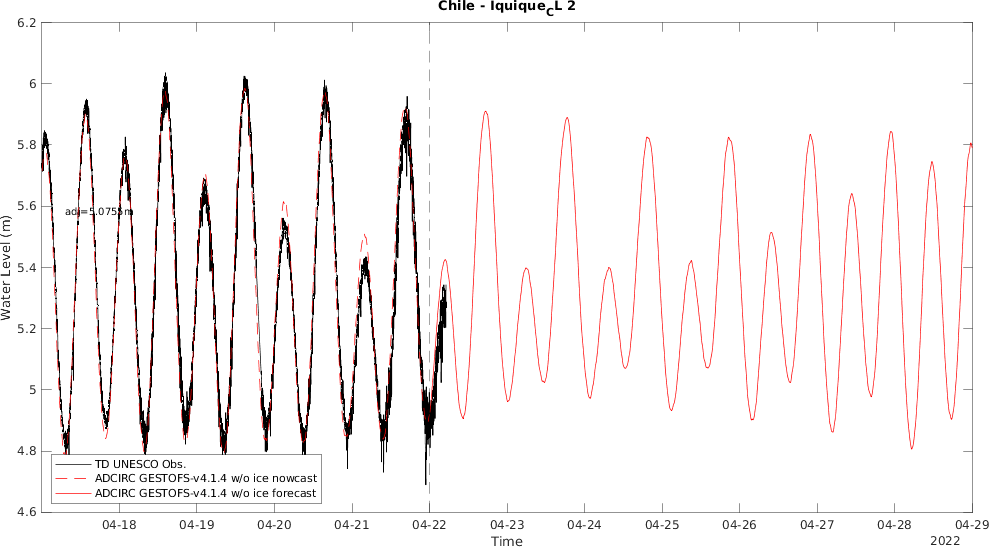 Chile - Iquique_CL 2
Water Level (m)
6.2
6
5.8
5.6
5.4
5.2
5
4.8
4.6
adj=5.0755m
TD UNESCO Obs.
ADCIRC GESTOFS-v4.1.4 w/o ice nowcast
ADCIRC GESTOFS-v4.1.4 w/o ice forecast
04-18 04-19 04-20 04-21 04-22 04-23 04-24 04-25 04-26 04-27 04-28 04-29
Time
2022